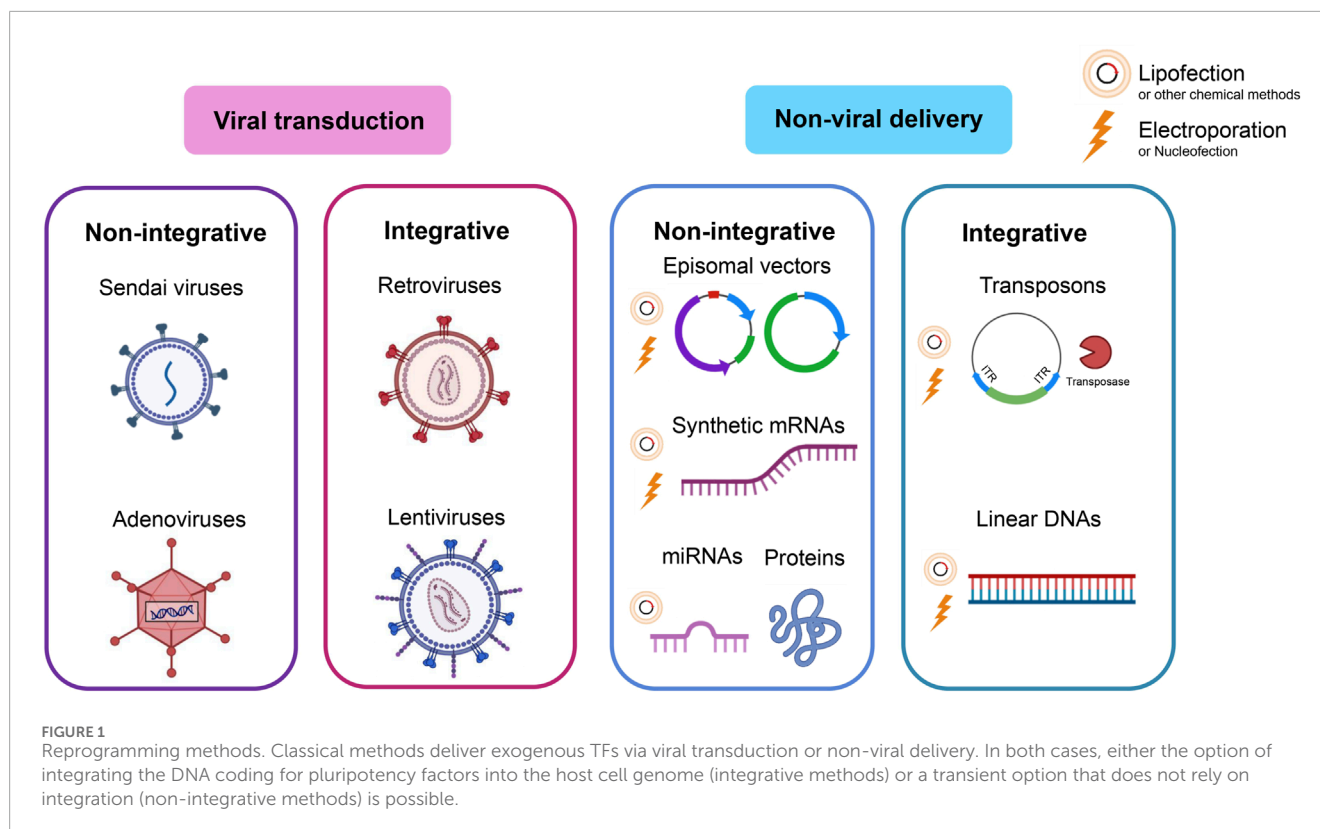 Viral transduction
Non-viral delivery
Lipofection
or other chemical methods
Electroporation
or Nucleofection
Non-integrative
Sendai viruses
Adenoviruses
Integrative
Retroviruses
Lentiviruses
Non-integrative
Episomal vectors
Synthetic mRNAs
miRNAs
Proteins
Integrative
Transposons
ITR
ITR
Transposase
Linear DNAs
FIGURE 1
Reprogramming methods. Classical methods deliver exogenous TFs via viral transduction or non-viral delivery. In both cases, either the option of
integrating the DNA coding for pluripotency factors into the host cell genome (integrative methods) or a transient option that does not rely on
integration (non-integrative methods) is possible.